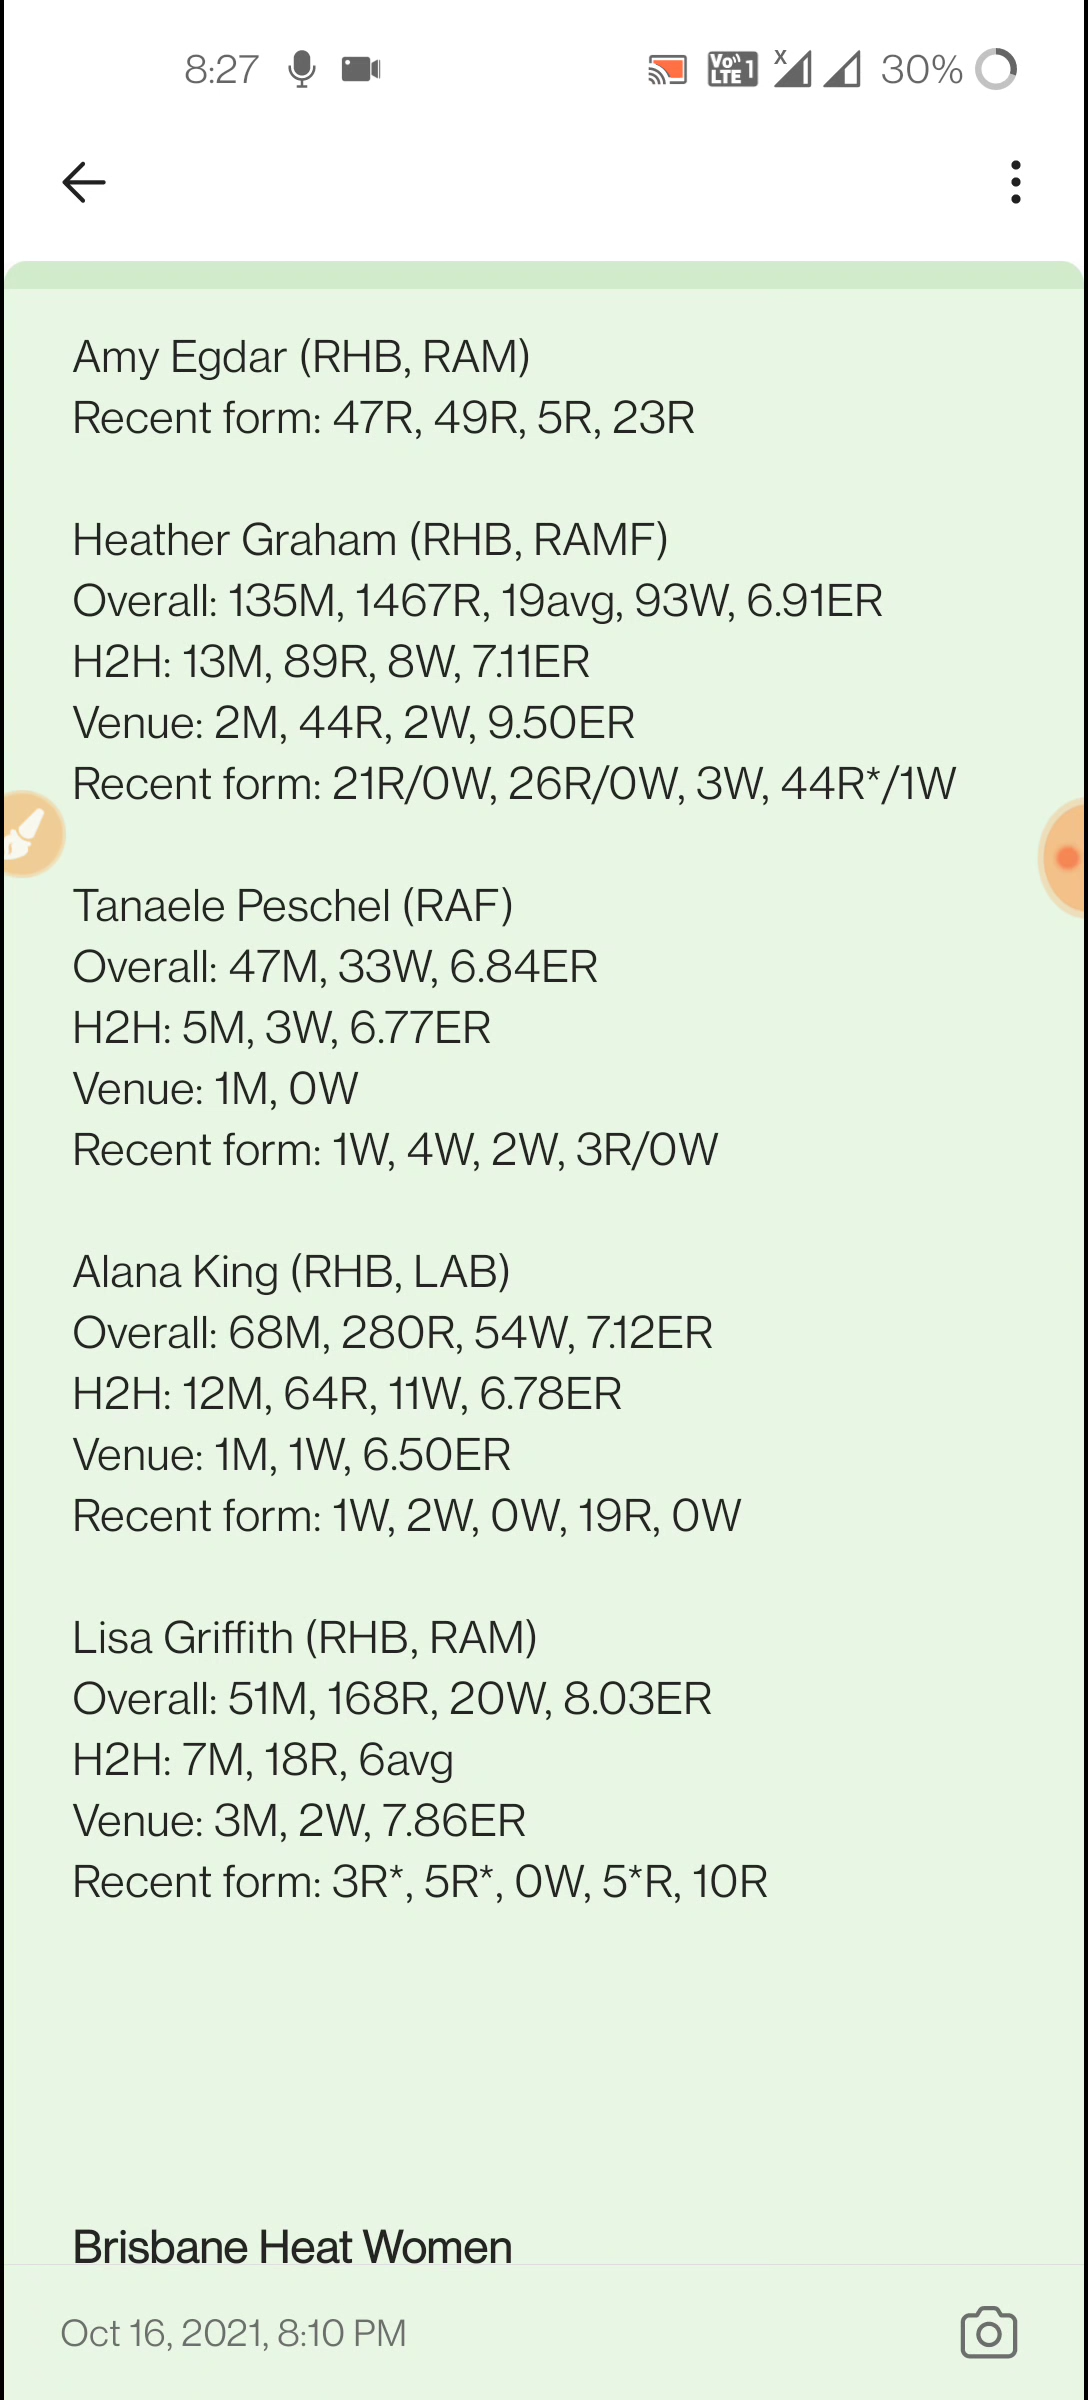 8:27
Vo LTE 1 X 30%
Amy Egdar (RHB, RAM)
Recent form: 47R, 49R, 5R, 23R
Heather Graham (RHB, RAMF)
Overall: 135M, 1467R, 19avg, 93W, 6.91ER
H2H: 13M, 89R, 8W, 7.11ER
Venue: 2M, 44R, 2W, 9.50ER
Recent form: 21R/0W, 26R/0W, 3W, 44R*/1W
Tanaele Peschel (RAF)
Overall: 47M, 33W, 6.84ER
H2H: 5M, 3W, 6.77ER
Venue: 1M, 0W
Recent form: 1W, 4W, 2W, 3R/0W
Alana King (RHB, LAB)
Overall: 68M, 280R, 54W, 7.12ER
H2H: 12M, 64R, 11W, 6.78ER
Venue: 1M, 1W, 6.50ER
Recent form: 1W, 2W, 0W, 19R, 0W
Lisa Griffith (RHB, RAM)
Overall: 51M, 168R, 20W, 8.03ER
H2H: 7M, 18R, 6avg
Venue: 3M, 2W, 7.86ER
Recent form: 3R*, 5R*, 0W, 5*R, 10R
Brisbane Heat Women
Oct 16, 2021, 8:10 PM